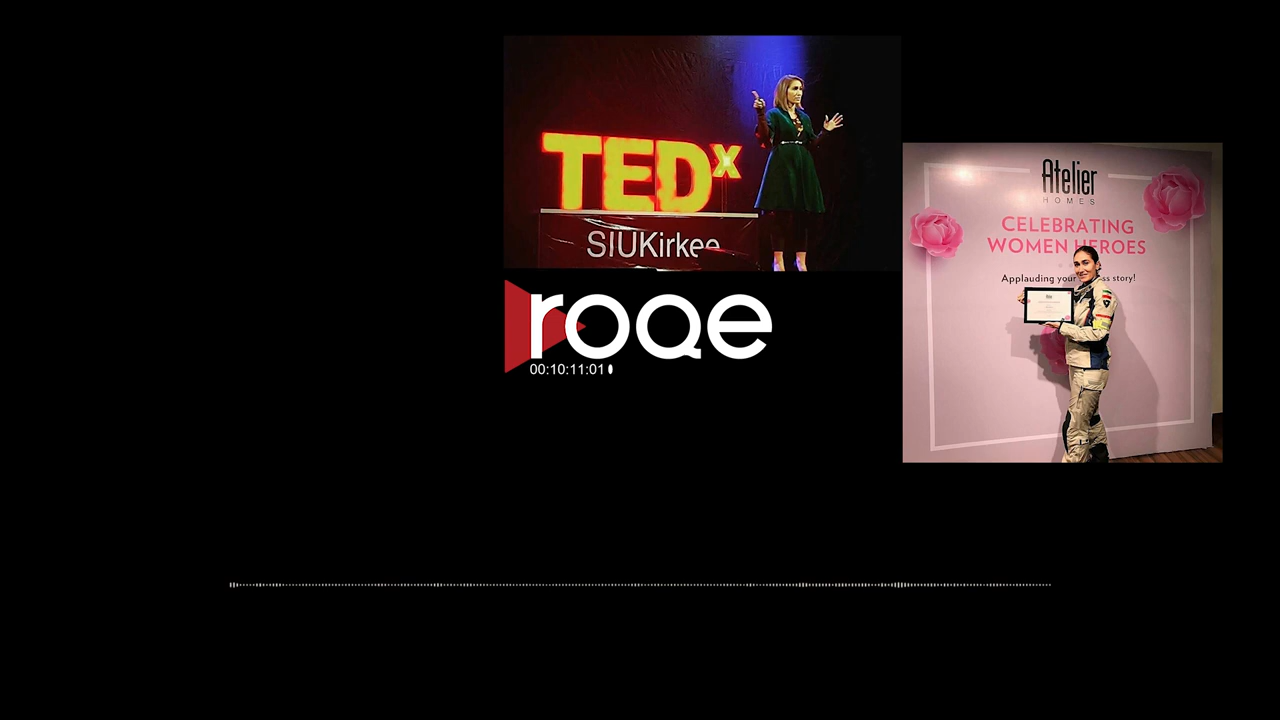 TEDx
SIUKirkee
roqe
00:10:11:01
Atelier
HOMES
CELEBRATING
WOMEN HEROES
Applauding your ss story!